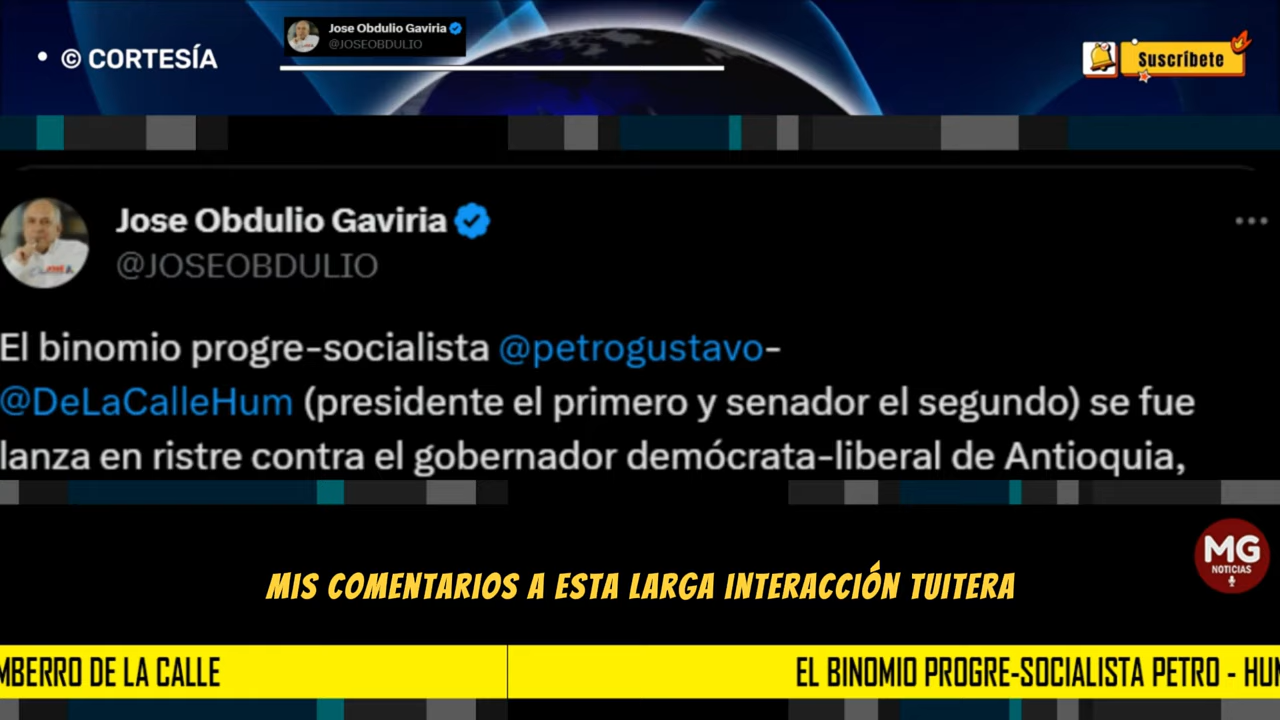 • © CORTESÍA
Jose Obdulio Gaviria
@JOSEOBDULIO
Suscríbete
Jose Obdulio Gaviria
@JOSEOBDULIO
El binomio progre-socialista @petrogustavo-
@DeLaCalleHum (presidente el primero y senador el segundo) se fue
lanza en ristre contra el gobernador demócrata-liberal de Antioquia,
MG
NOTICIAS
MIS COMENTARIOS A ESTA LARGA INTERACCIÓN TUITERA
MBERRO DE LA CALLE
EL BINOMIO PROGRE-SOCIALISTA PETRO - HUM